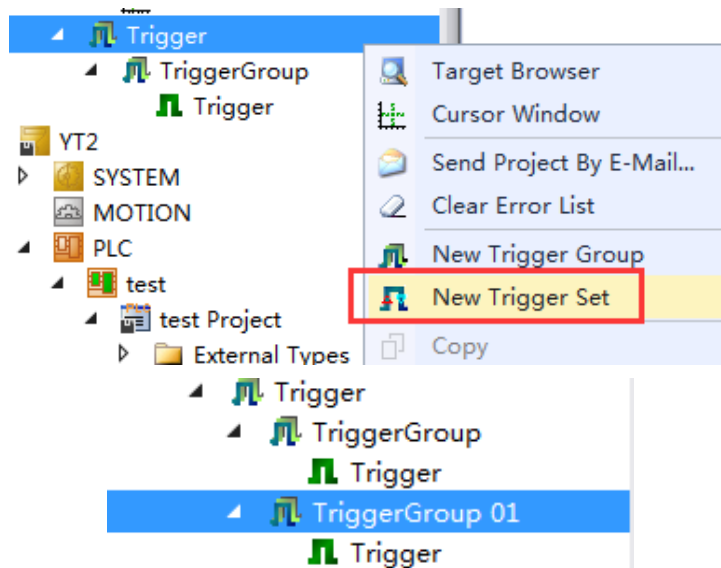 Trigger
TriggerGroup
Trigger
YT2
SYSTEM
MOTION
PLC
test
test Project
External Types
Target Browser
Cursor Window
Send Project By E-Mail...
Clear Error List
New Trigger Group
New Trigger Set
Copy
Trigger
TriggerGroup
Trigger
TriggerGroup 01
Trigger